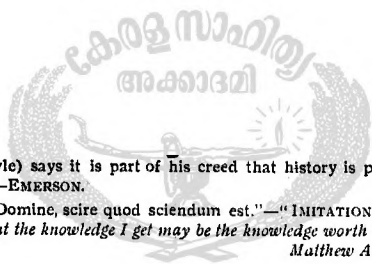 കേരള സാഹിത്യ
അക്കാദമി
yle) says it is part of his creed that history is p
—EMERSON.
Domine, scire quod sciendum est."—"IMITATION
t the knowledge I get may be the knowledge worth
Matthew A